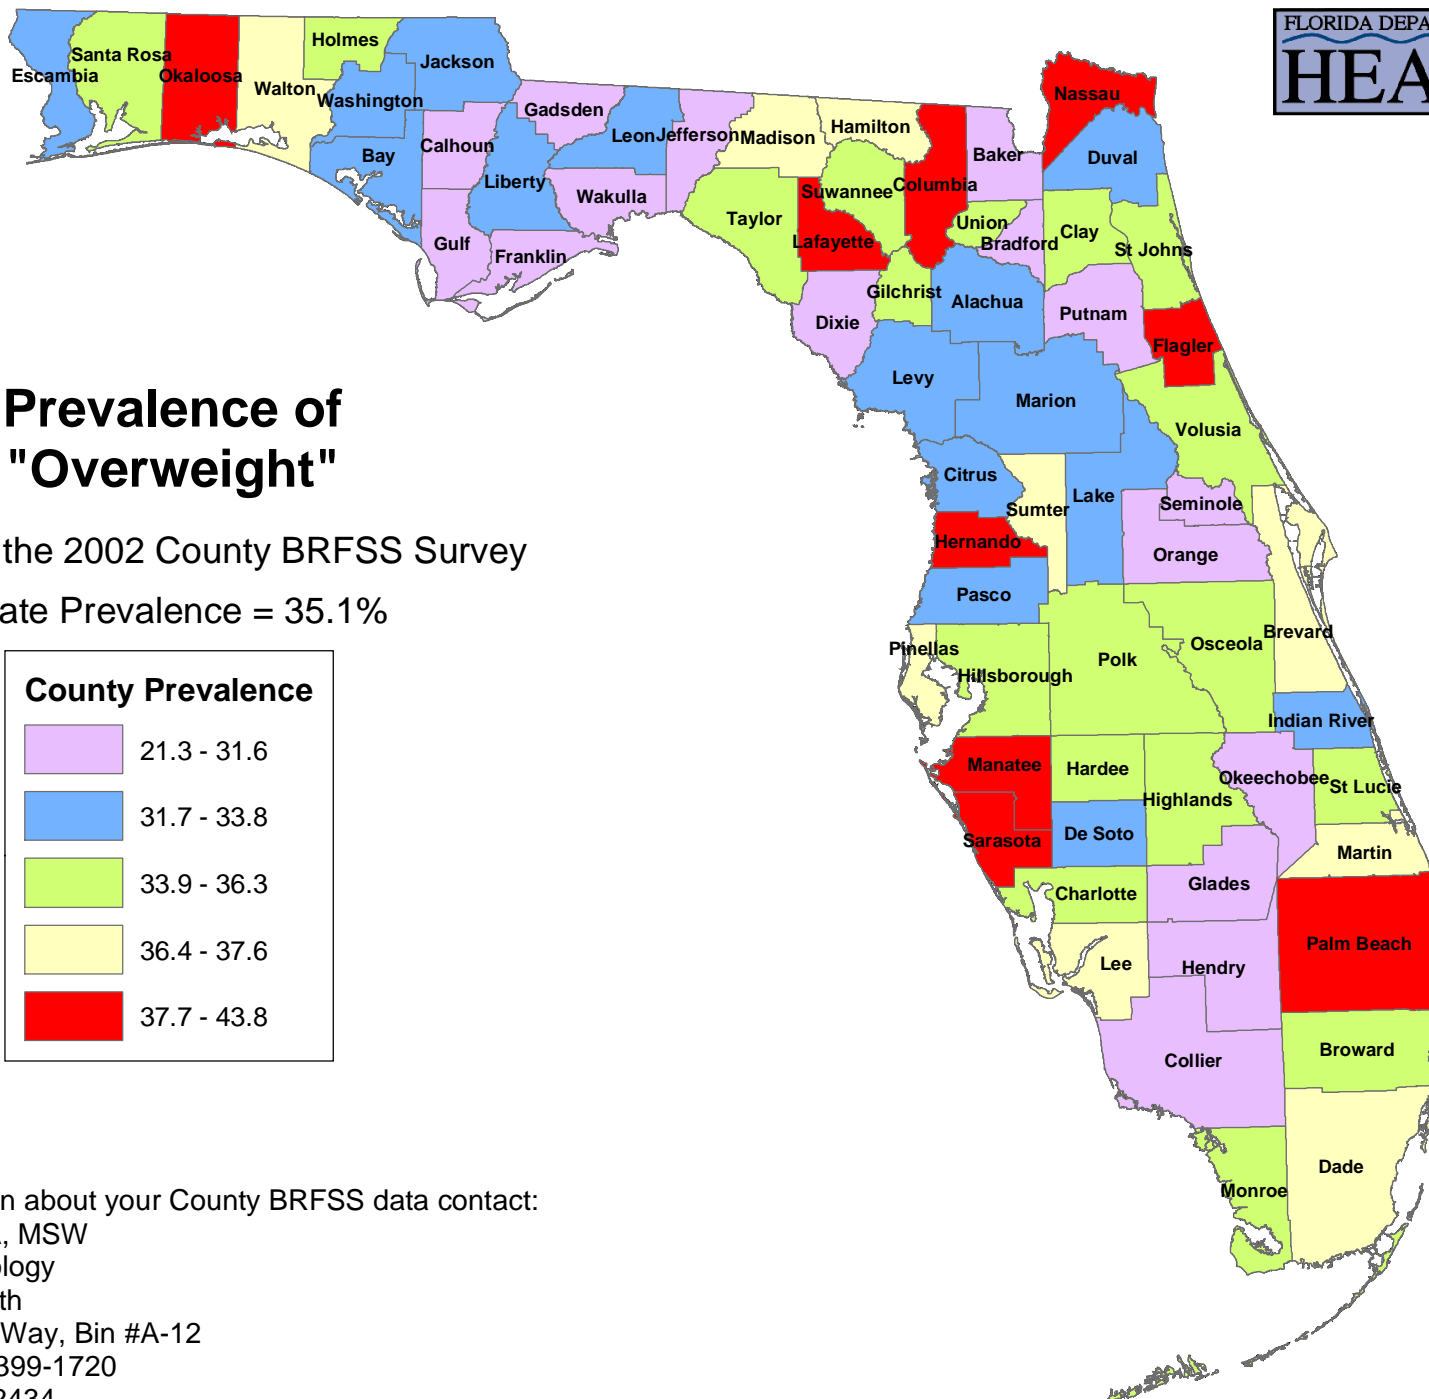 FLORIDA DEPA
HEA
Santa Rosa
Holmes
Escambia
Okaloosa
Jackson
Walton
Washington
Gadsden
Nassau
Calhoun
Leon
Jefferson
Madison
Hamilton
Bay
Baker
Duval
Liberty
Wakulla
Suwannee
Columbia
Taylor
Union
Gulf
Franklin
Lafayette
Bradford
Clay
St Johns
Gilchrist
Alachua
Dixie
Putnam
Flagler
Levy
Marion
Volusia
Prevalence of
"Overweight"
the 2002 County BRFSS Survey
ate Prevalence = 35.1%
Citrus
Sumter
Lake
Seminole
Hernando
Orange
Pasco
Pinellas
Hillsborough
Polk
Osceola
Brevard
Indian River
Manatee
Hardee
Highlands
Okeechobee
St Lucie
Sarasota
De Soto
Martin
Charlotte
Glades
Lee
Hendry
Palm Beach
Collier
Broward
Dade
Monroe
County Prevalence
21.3 - 31.6
31.7 - 33.8
33.9 - 36.3
36.4 - 37.6
37.7 - 43.8
n about your County BRFSS data contact:
, MSW
ology
th
Way, Bin #A-12
399-1720
2434